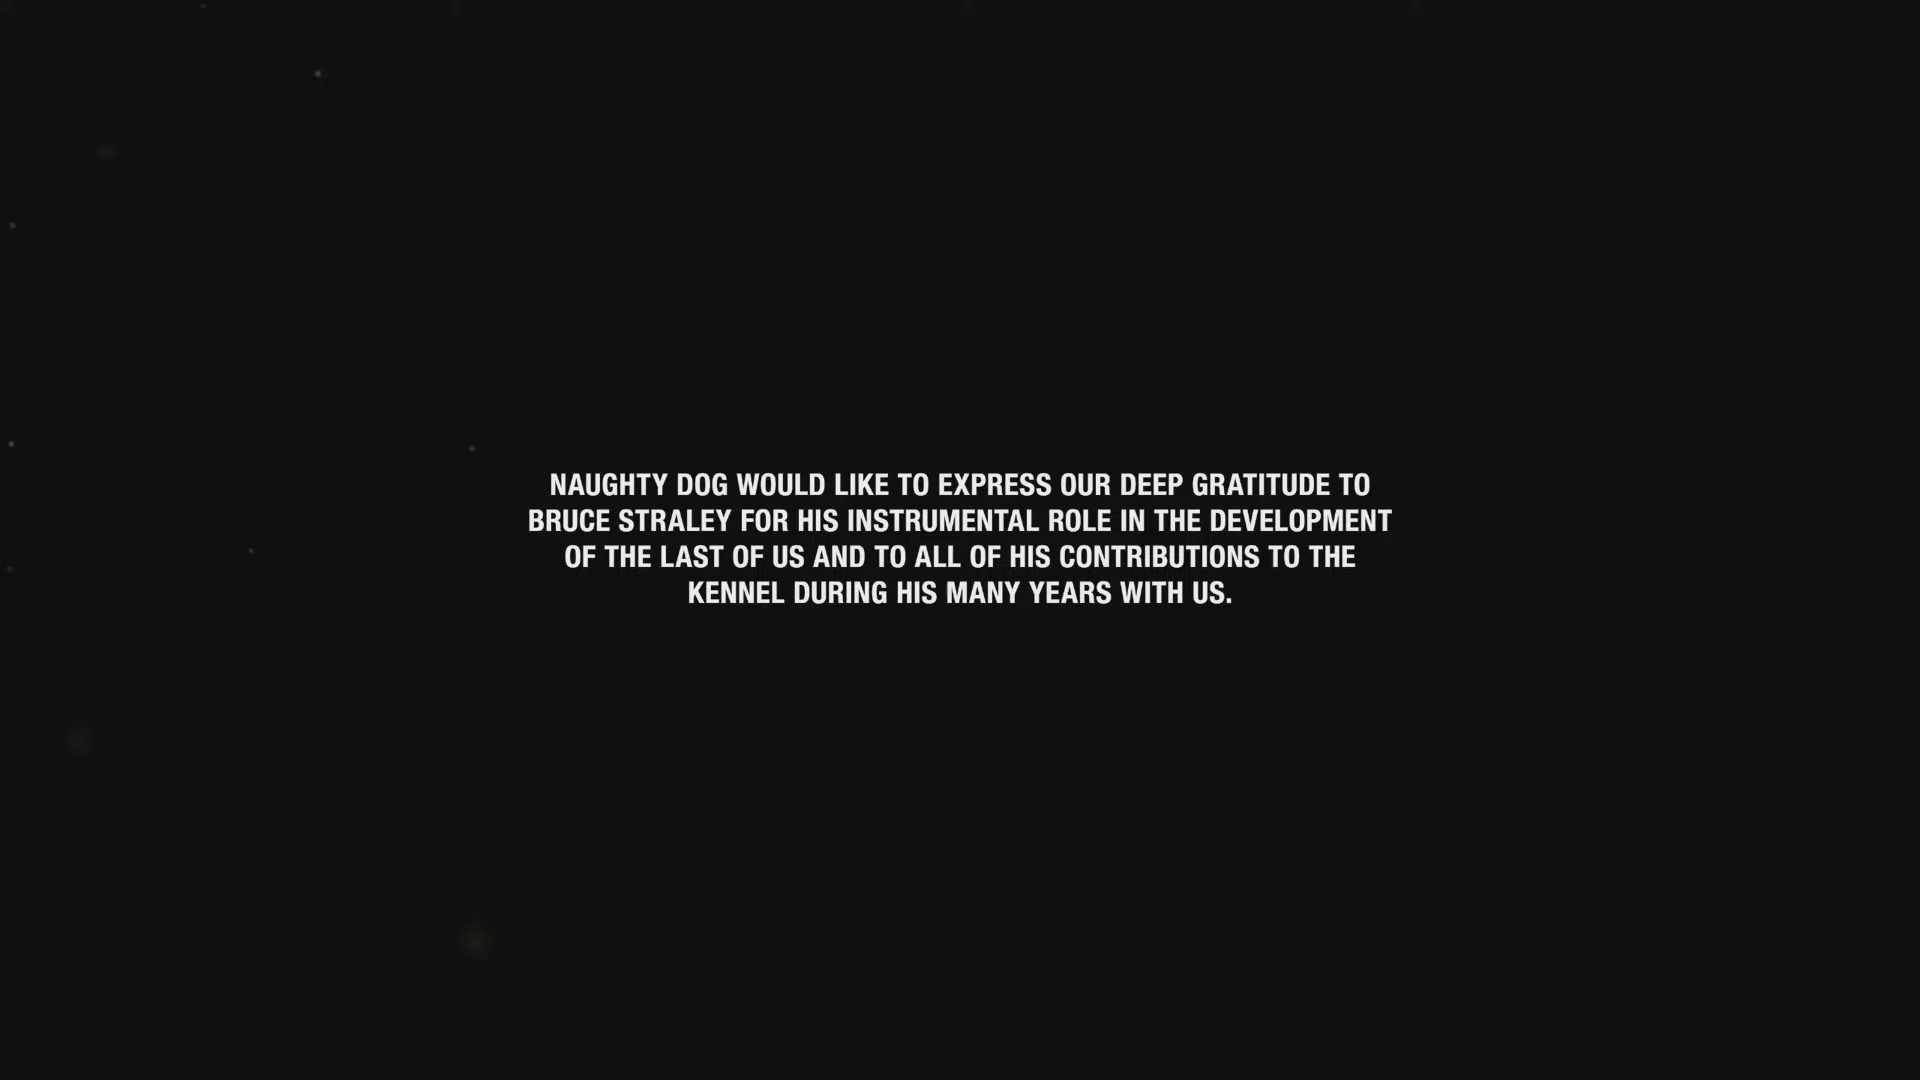 NAUGHTY DOG WOULD LIKE TO EXPRESS OUR DEEP GRATITUDE TO
BRUCE STRALEY FOR HIS INSTRUMENTAL ROLE IN THE DEVELOPMENT
OF THE LAST OF US AND TO ALL OF HIS CONTRIBUTIONS TO THE
KENNEL DURING HIS MANY YEARS WITH US.